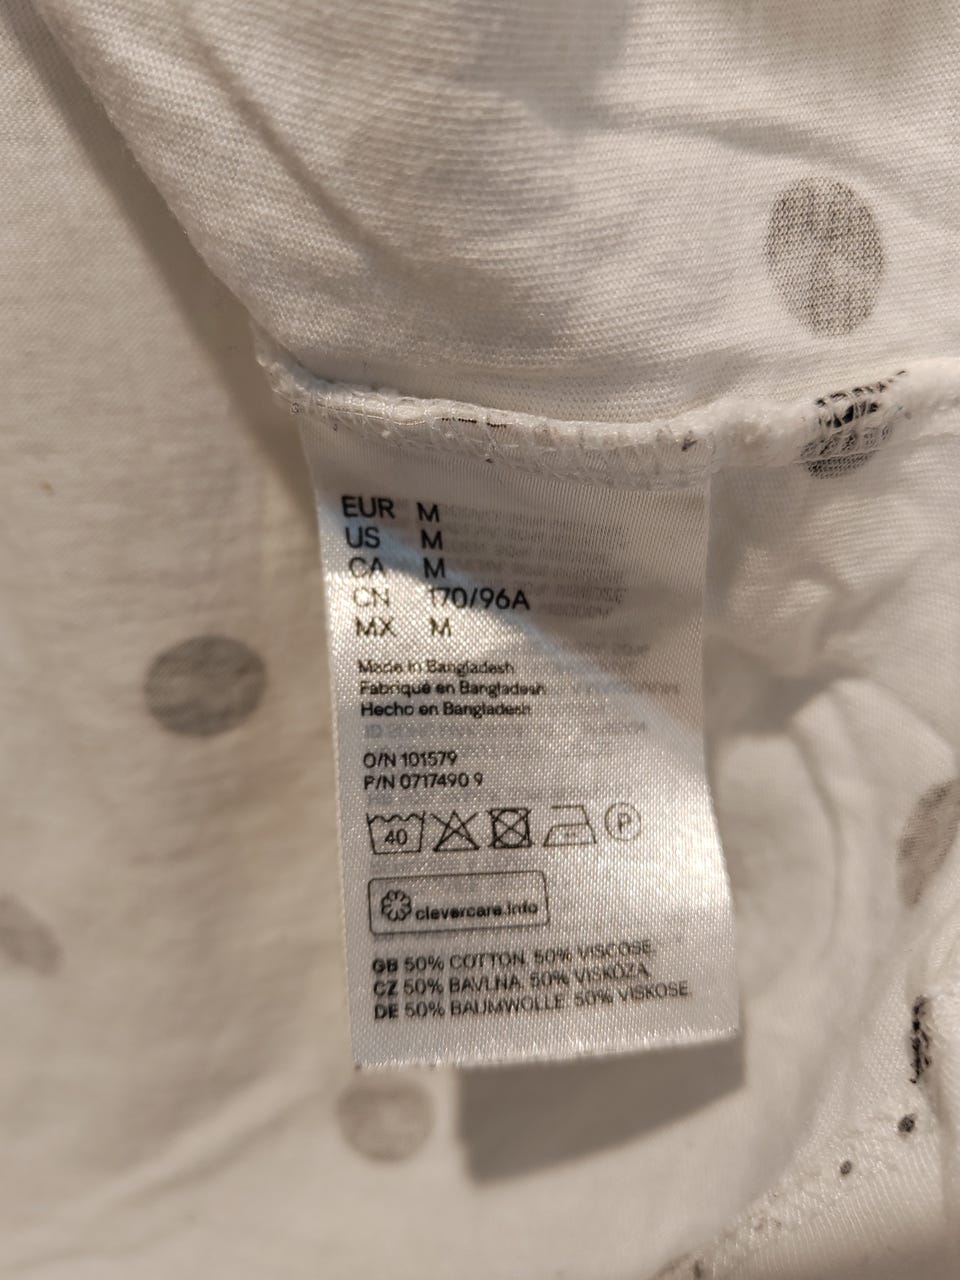 EUR M
US M
CA M
CN 170/96A
MX M
Made in Bangladesh
Fabriqué en Bangladesh
Hecho en Bangladesh
O/N 101579
P/N 0717490 9
40
P
clevercare.info
GB 50% COTTON. 50% VISCOSE.
CZ 50% BAVLNA. 50% VISKÓZA.
DE 50% BAUMWOLLE. 50% VISKOSE.